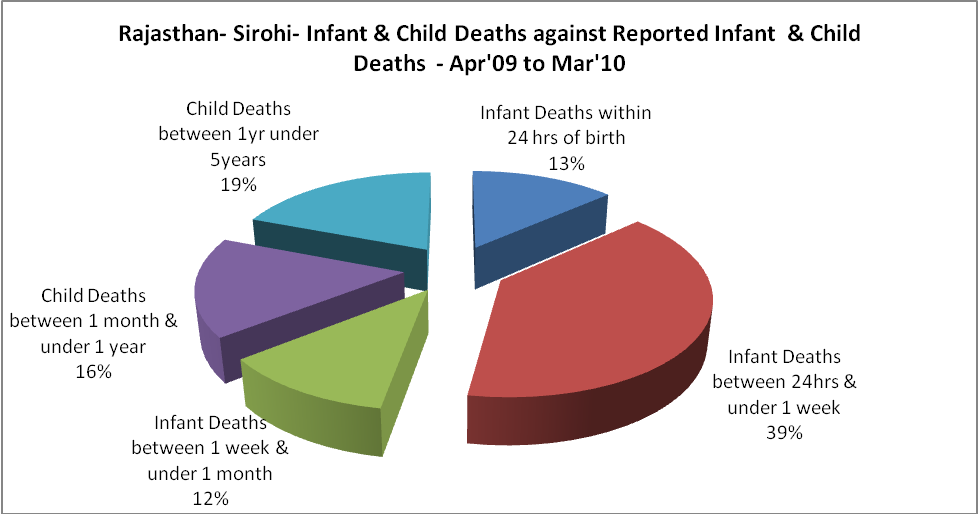 Rajasthan- Sirohi- Infant & Child Deaths against Reported Infant & Child
Deaths - Apr'09 to Mar'10
Infant Deaths within
24 hrs of birth
13%
Infant Deaths
between 24hrs &
under 1 week
39%
Infant Deaths
between 1 week &
under 1 month
12%
Child Deaths
between 1 month &
under 1 year
16%
Child Deaths
between 1yr under
5years
19%